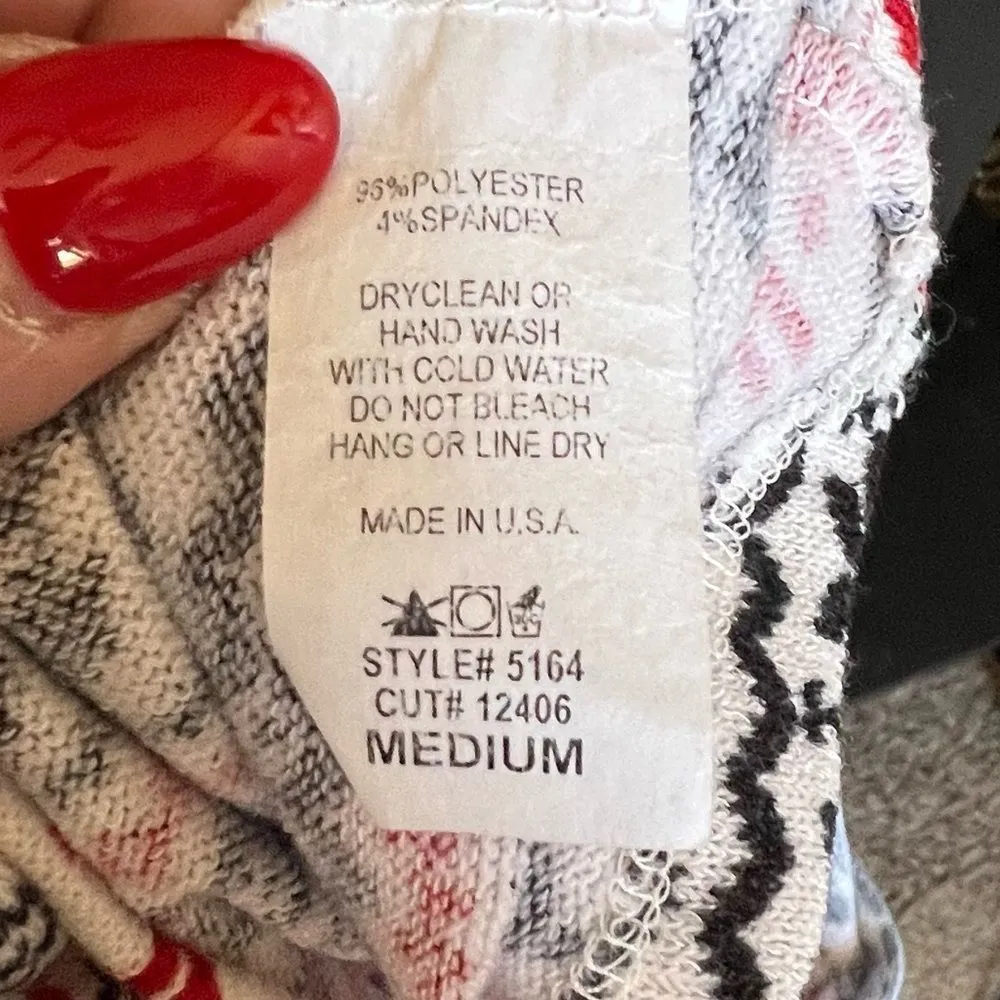 96%POLYESTER
4%SPANDEX
DRYCLEAN OR
HAND WASH
WITH COLD WATER
DO NOT BLEACH
HANG OR LINE DRY
MADE IN U.S.A.
STYLE# 5164
CUT# 12406
MEDIUM